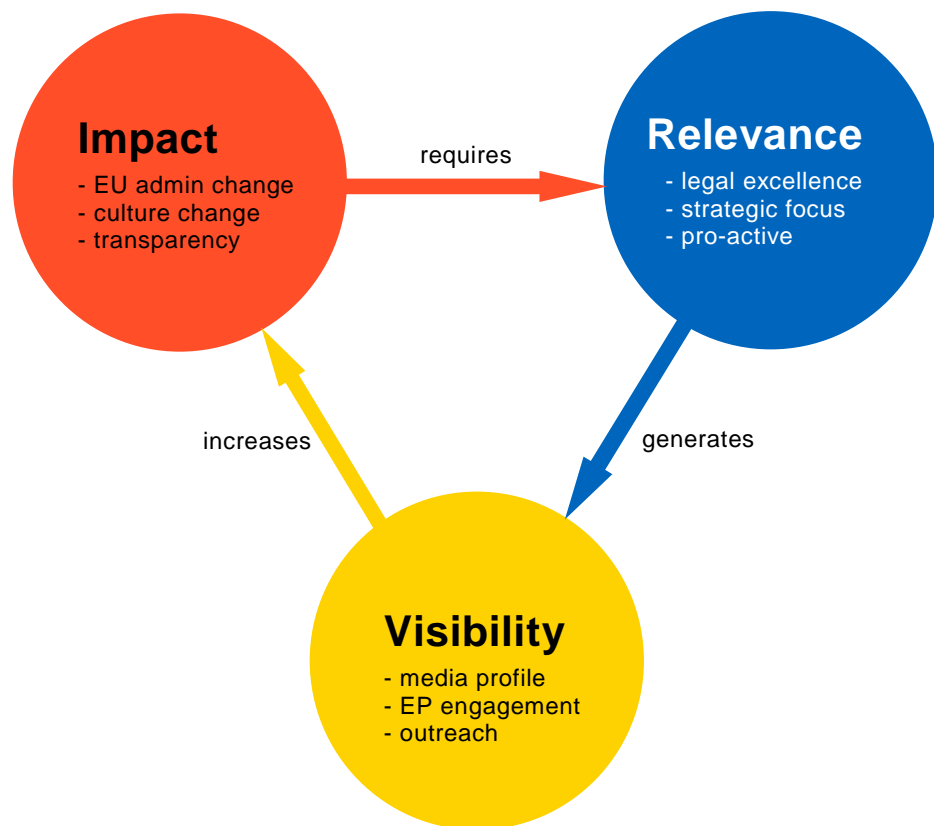 Impact
- EU admin change
- culture change
- transparency
requires
Relevance
- legal excellence
- strategic focus
- pro-active
increases
generates
Visibility
- media profile
- EP engagement
- outreach